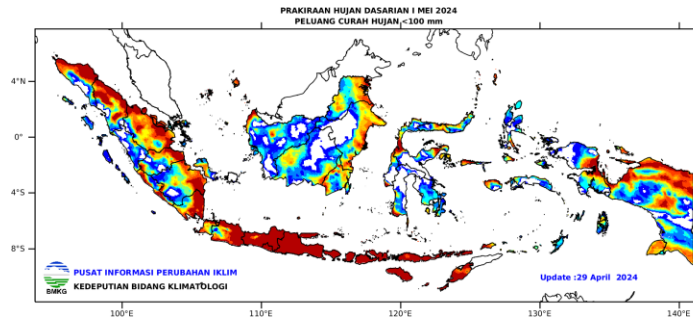 PRAKIRAAN HUJAN DASARIAN I MEI 2024
PELUANG CURAH HUJAN <100 mm
4°N
0°
4°S
8°S
BMKG
PUSAT INFORMASI PERUBAHAN IKLIM
KEDEPUTIAN BIDANG KLIMATOLOGI
Update :29 April 2024
100°E
110°E
120°E
130°E
140°E